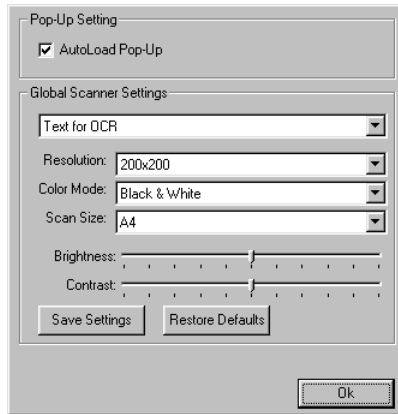 Pop-Up Setting
AutoLoad Pop-Up
Global Scanner Settings
Text for OCR
Resolution: 200x200
Color Mode: Black & White
Scan Size: A4
Brightness:
Contrast:
Save Settings Restore Defaults
Ok